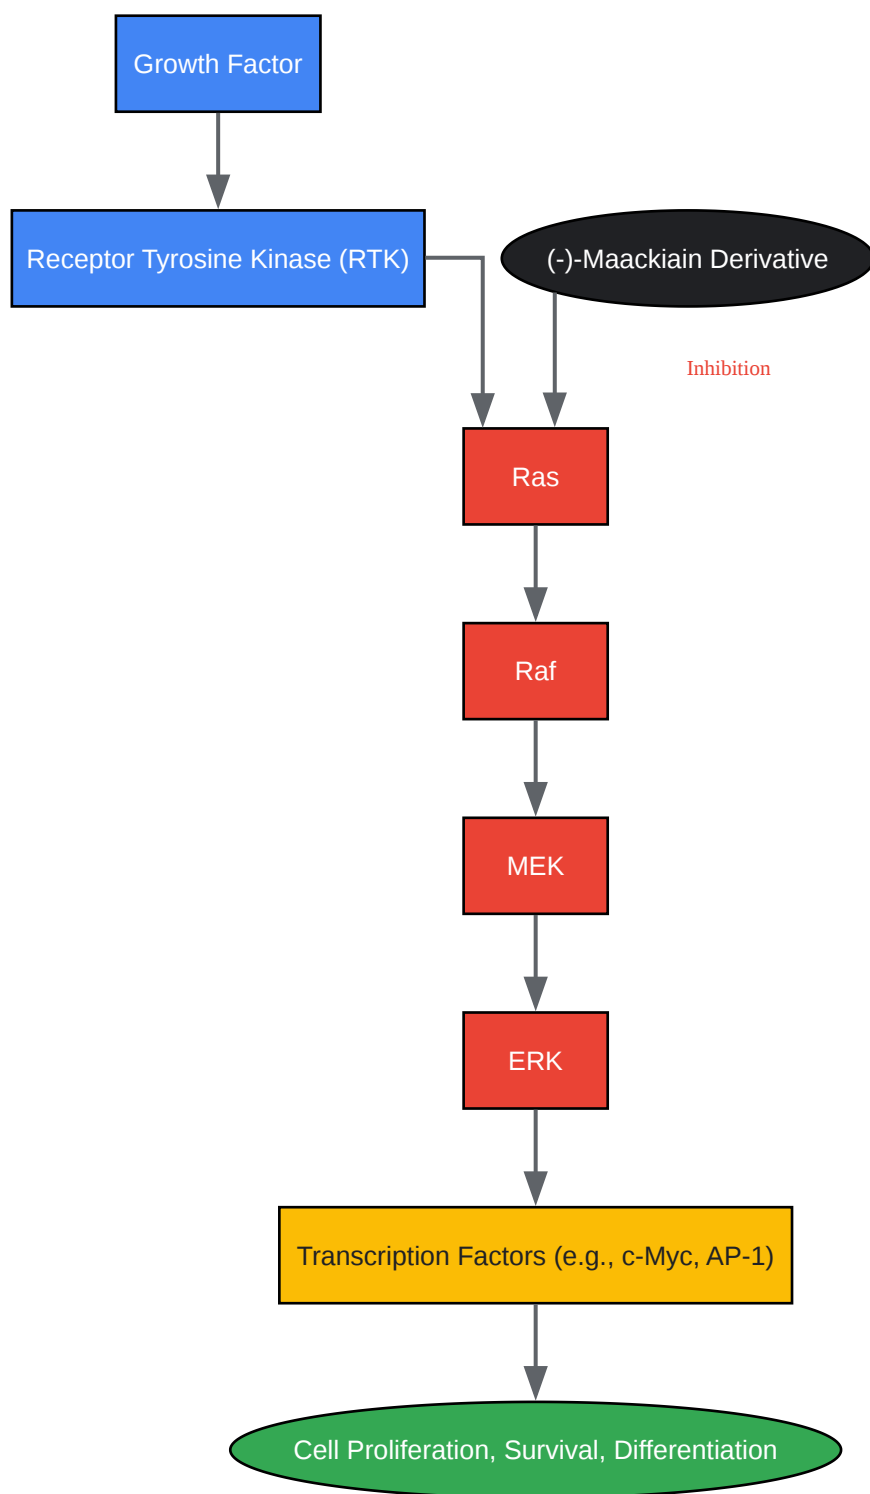 Growth Factor
Receptor Tyrosine Kinase (RTK)
(-)-Maackiain Derivative
Inhibition
Ras
Raf
MEK
ERK
Transcription Factors (e.g., c-Myc, AP-1)
Cell Proliferation, Survival, Differentiation